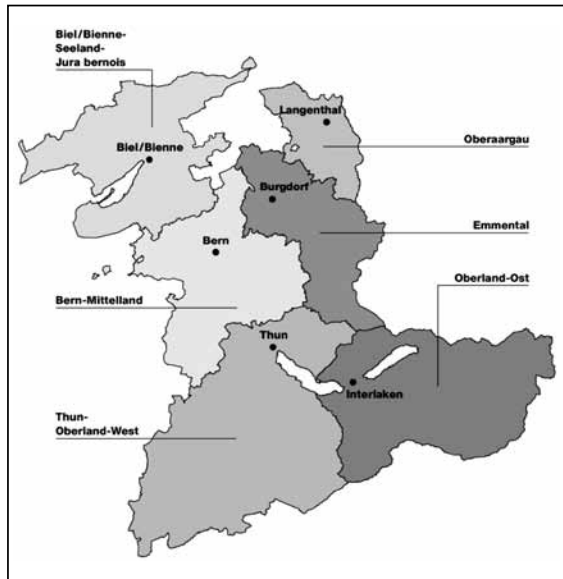 Biel/Bienne-
Seeland-
Jura bernois
Langenthal
Oberaargau
Biel/Bienne
Burgdorf
Emmental
Bern
Oberland-Ost
Bern-Mittelland
Thun
Interlaken
Thun-
Oberland-West